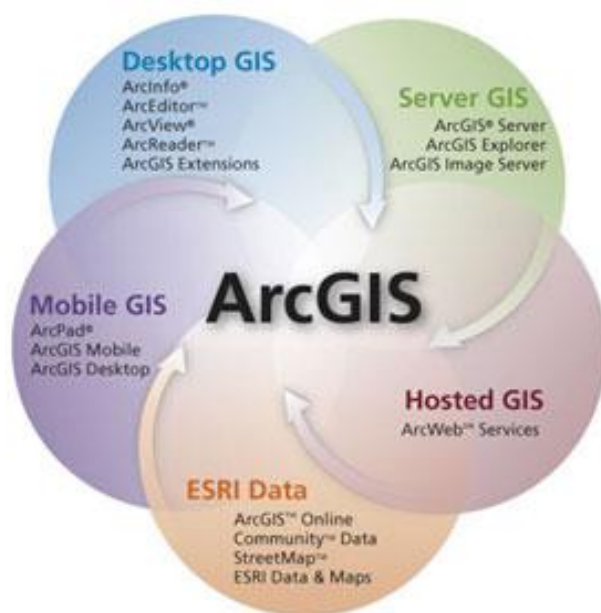 Desktop GIS
ArcInfo®
ArcEditor™
ArcView®
ArcReader™
ArcGIS Extensions
Server GIS
ArcGIS® Server
ArcGIS Explorer
ArcGIS Image Server
ArcGIS
Mobile GIS
ArcPad®
ArcGIS Mobile
ArcGIS Desktop
Hosted GIS
ArcWeb™ Services
ESRI Data
ArcGIS™ Online
Community™ Data
StreetMap™
ESRI Data & Maps